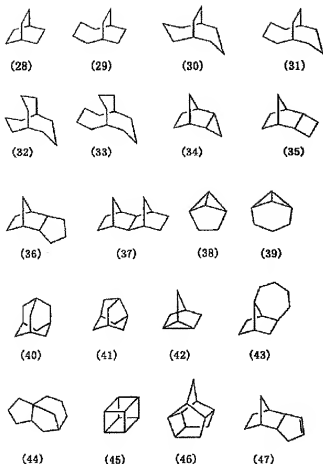 (28) (29) (30) (31)
(32) (33) (34) (35)
(36) (37) (38) (39)
(40) (41) (42) (43)
(44) (45) (46) (47)